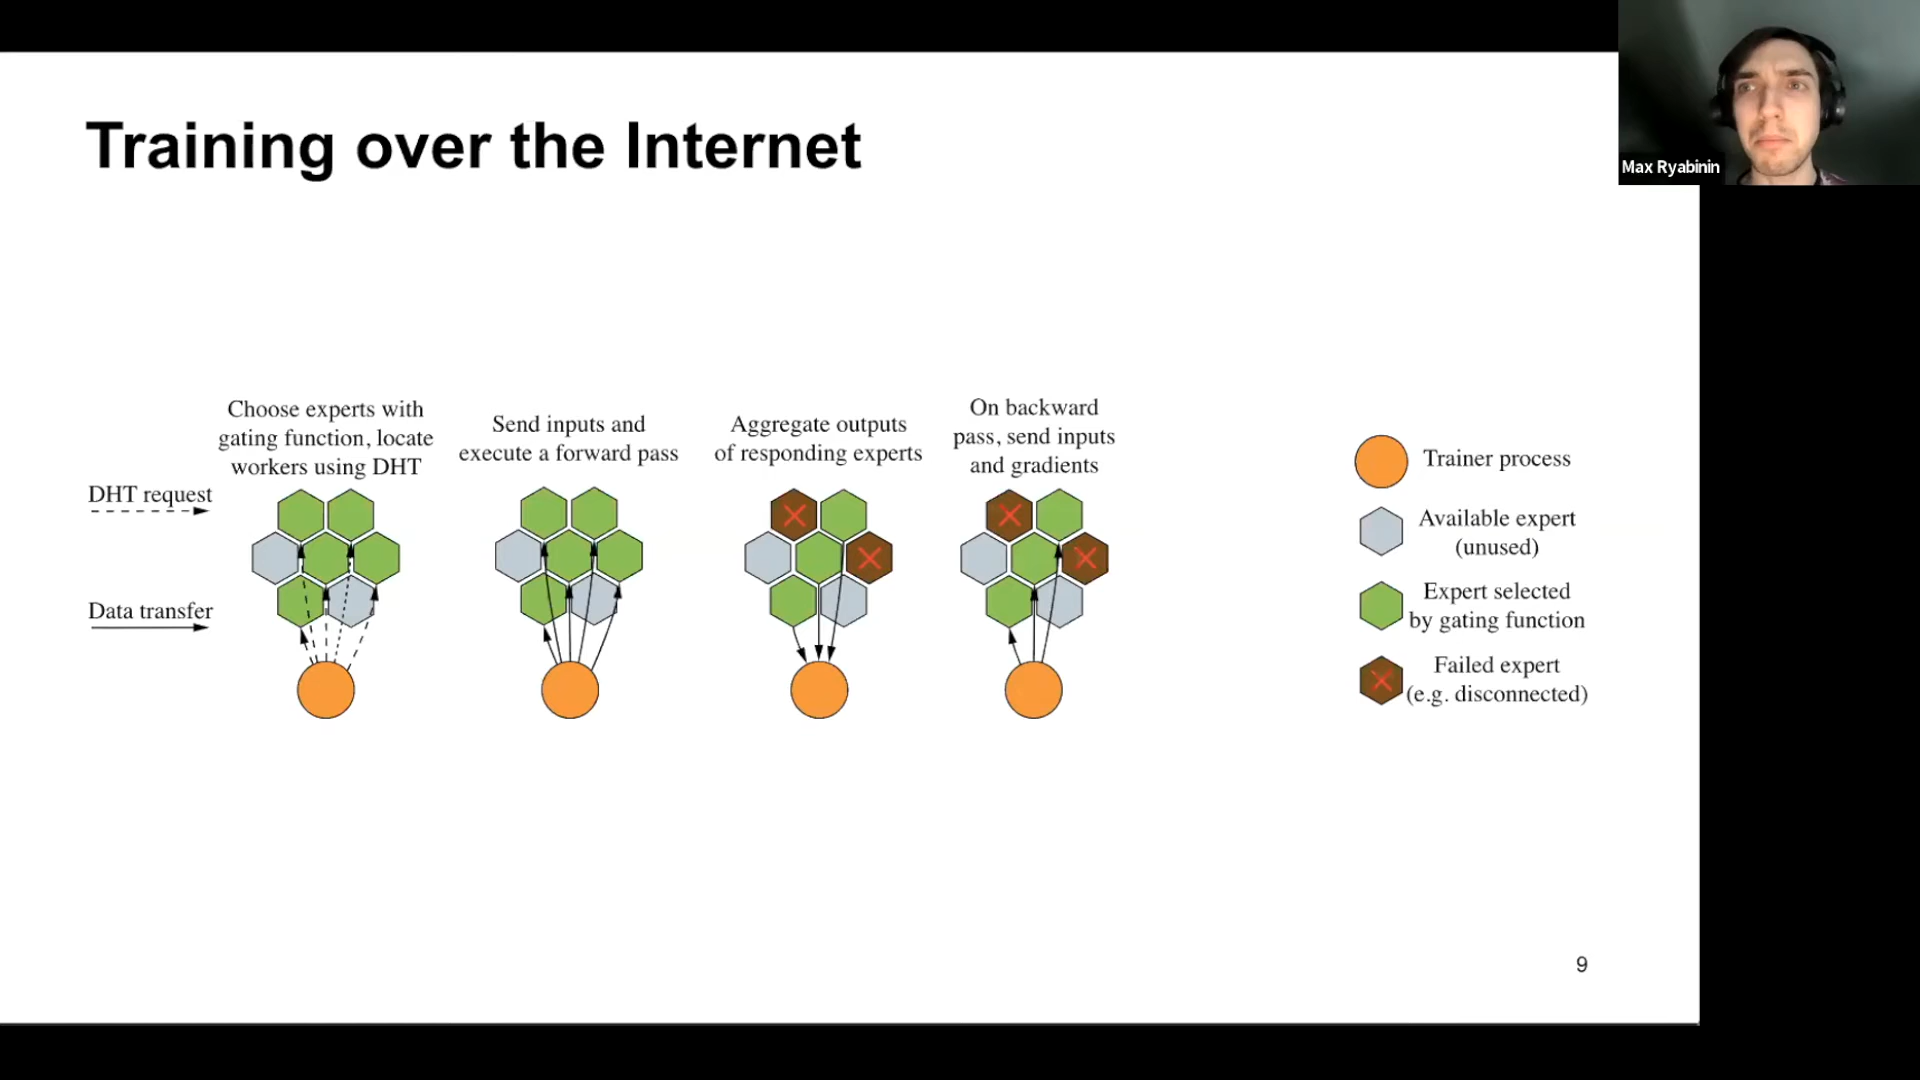 Training over the Internet
Max Ryabinin
DHT request
Data transfer
Choose experts with
gating function, locate
workers using DHT
Send inputs and
execute a forward pass
Aggregate outputs
of responding experts
On backward
pass, send inputs
and gradients
Trainer process
Available expert
(unused)
Expert selected
by gating function
Failed expert
(e.g. disconnected)
9